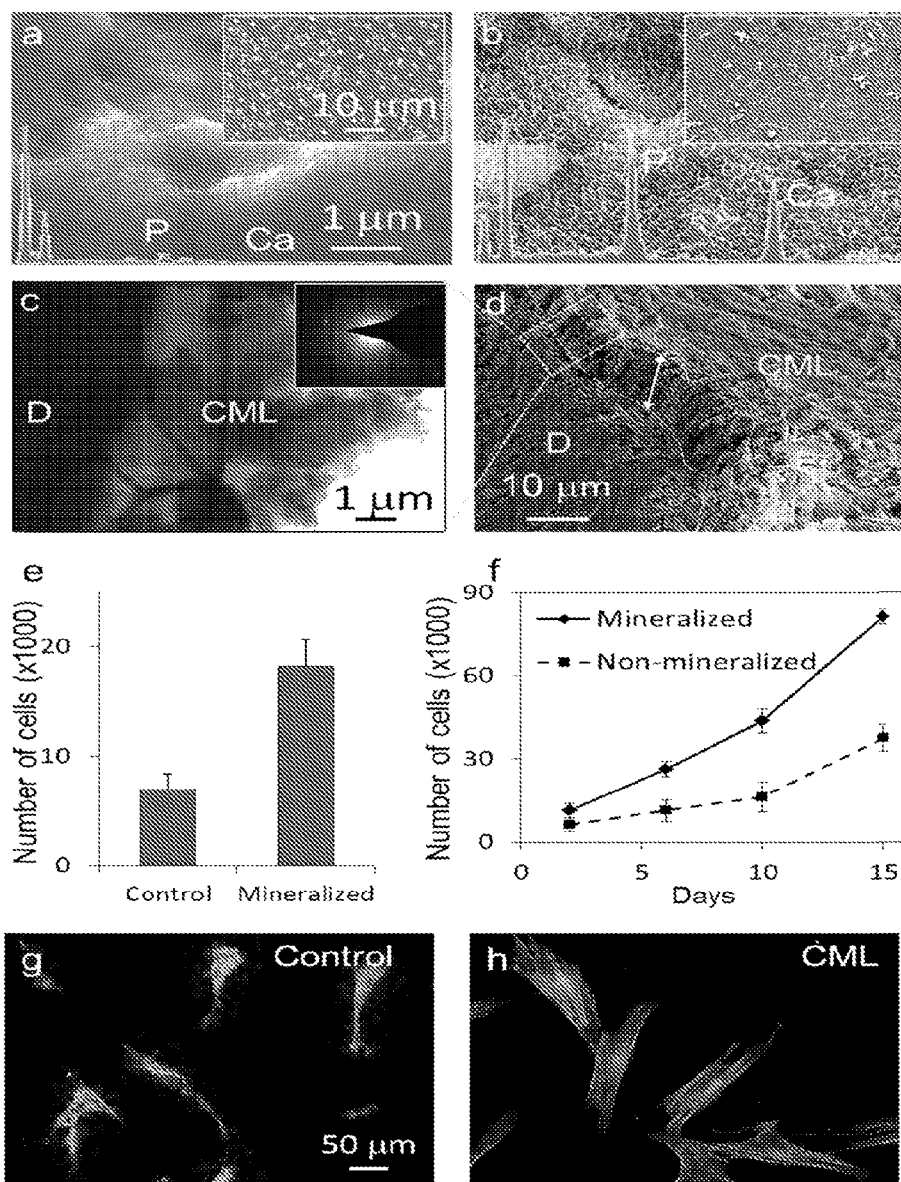 a
10 μm
P
Ca
1 μm
b
P
Ca
c
D
CML
1 μm
d
CML
D
10 μm
e
Number of cells (x1000)
20
10
0
Control
Mineralized
f
Number of cells (x1000)
90
60
30
0
Mineralized
Non-mineralized
0
5
10
15
Days
g
Control
50 μm
h
CML